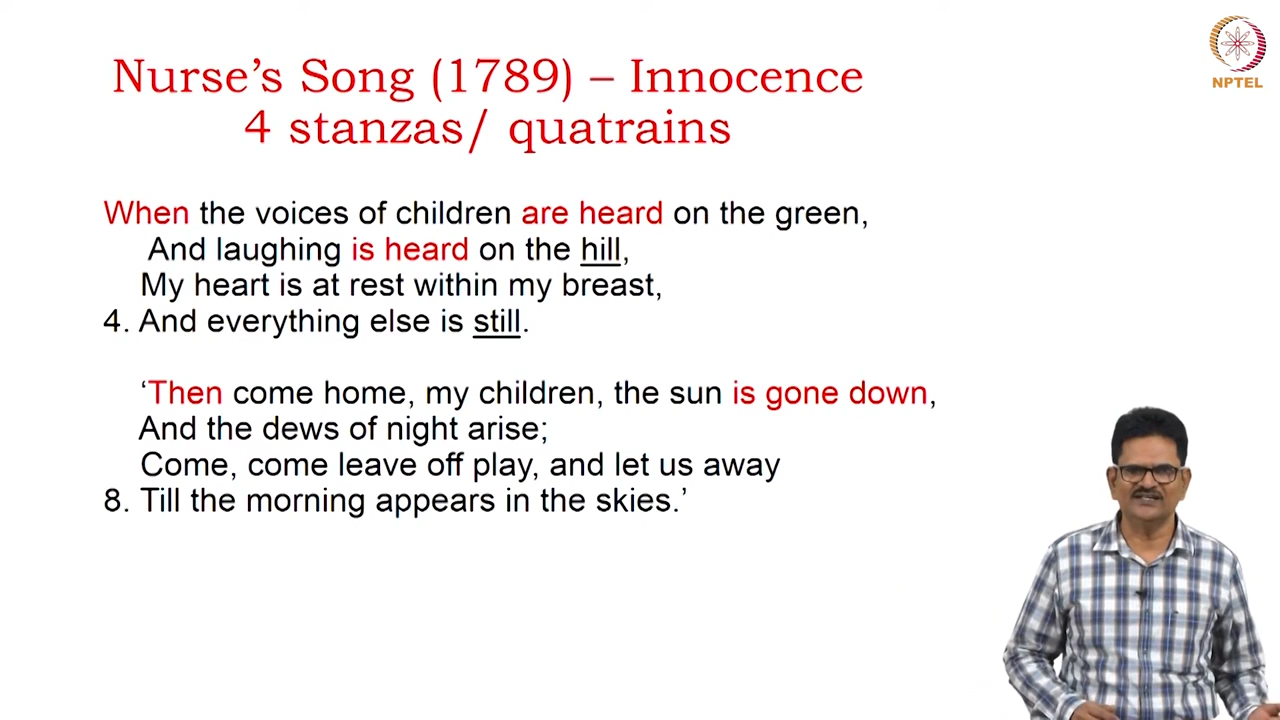 Nurse’s Song (1789) – Innocence
4 stanzas/ quatrains
NPTEL
When the voices of children are heard on the green,
And laughing is heard on the hill,
My heart is at rest within my breast,
4. And everything else is still.
‘Then come home, my children, the sun is gone down,
And the dews of night arise;
Come, come leave off play, and let us away
8. Till the morning appears in the skies.’